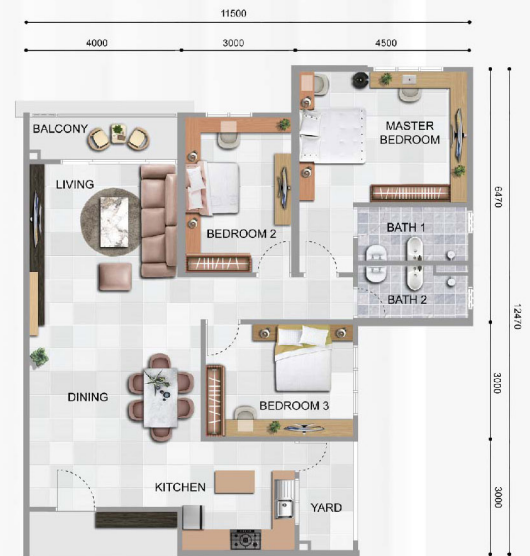 11500
4000
3000
4500
BALCONY
MASTER
BEDROOM
LIVING
6470
BEDROOM 2
BATH 1
BATH 2
12470
DINING
BEDROOM 3
3000
KITCHEN
YARD
3000